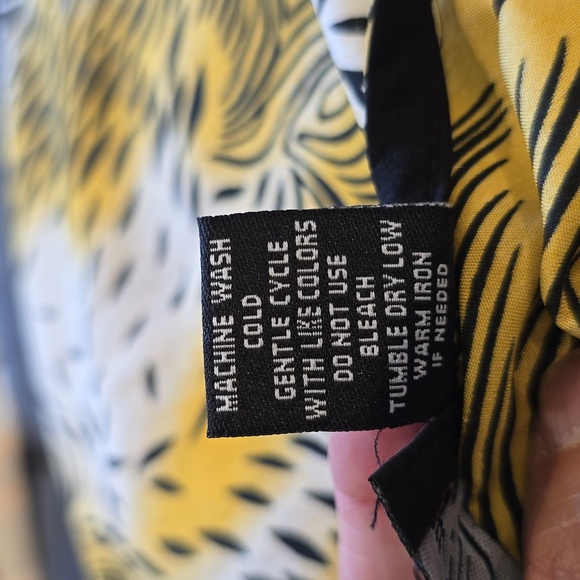 MACHINE WASH
COLD
GENTLE CYCLE
WITH LIKE COLORS
DO NOT USE
BLEACH
TUMBLE DRY LOW
WARM IRON
IF NEEDED